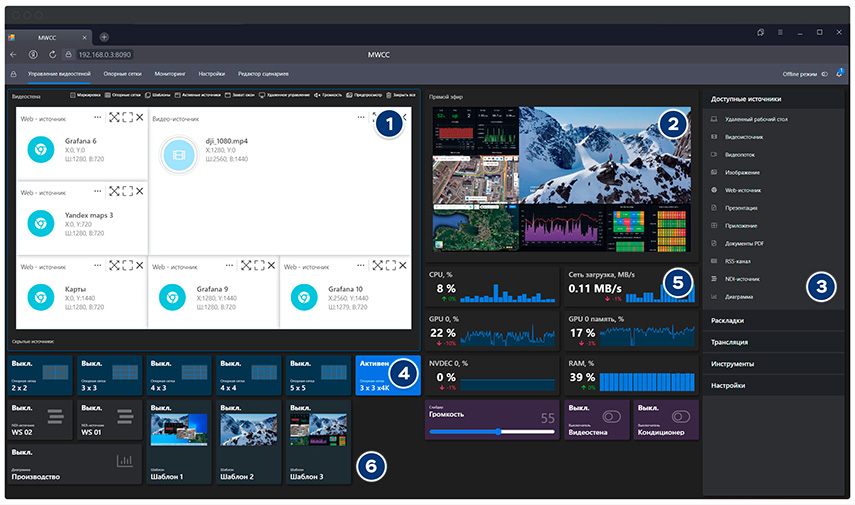 MWCC
192.168.0.3:8090
MWCC
Управление видеостеной
Опорные сетки
Мониторинг
Настройки
Редактор сценариев
Offline режим
Видеостена
Маркировка
Опорные сетки
Шаблоны
Активные источники
Захват окон
Удаленное управление
Громкость
Предпросмотр
Закрыть все
Web - источник
Grafana 6
X:0, Y:0
Ш:1280, В:720
Видео-источник
dji_1080.mp4
X:1280, Y:0
Ш:2560, В:1440
1
Web - источник
Yandex maps 3
X:0, Y:720
Ш:1280, В:720
Web - источник
Карты
X:0, Y:1440
Ш:1280, В:720
Web - источник
Grafana 9
X:1280, Y:1440
Ш:1280, В:720
Web - источник
Grafana 10
X:2560, Y:1440
Ш:1279, В:720
Скрытые источники:
Прямой эфир
2
CPU, %
8 %
0%
Сеть загрузка, MB/s
0.11 MB/s
-1%
5
GPU 0, %
22 %
-10%
GPU 0 память, %
17 %
-3%
NVDEC 0, %
0 %
-1%
RAM, %
39 %
0%
Доступные источники
Удаленный рабочий стол
Видеоисточник
Видеопоток
Изображение
Web-источник
Презентация
Приложение
Документы PDF
RSS-канал
NDI-источник
Диаграмма
3
Раскладки
Трансляция
Инструменты
Настройки
Выкл.
Опорная сетка
2 x 2
Выкл.
Опорная сетка
3 x 3
Выкл.
Опорная сетка
4 x 3
Выкл.
Опорная сетка
4 x 4
Выкл.
Опорная сетка
5 x 5
Активен
Опорная сетка
3 x 3 x4K
4
Выкл.
NDI-источник
WS 02
Выкл.
NDI-источник
WS 01
Выкл.
Шаблон
Шаблон 1
Выкл.
Шаблон
Шаблон 2
Выкл.
Шаблон
Шаблон 3
6
Выкл.
Диаграмма
Производство
Слайдер
Громкость
55
Выкл.
Выключатель
Видеостена
Выкл.
Выключатель
Кондиционер